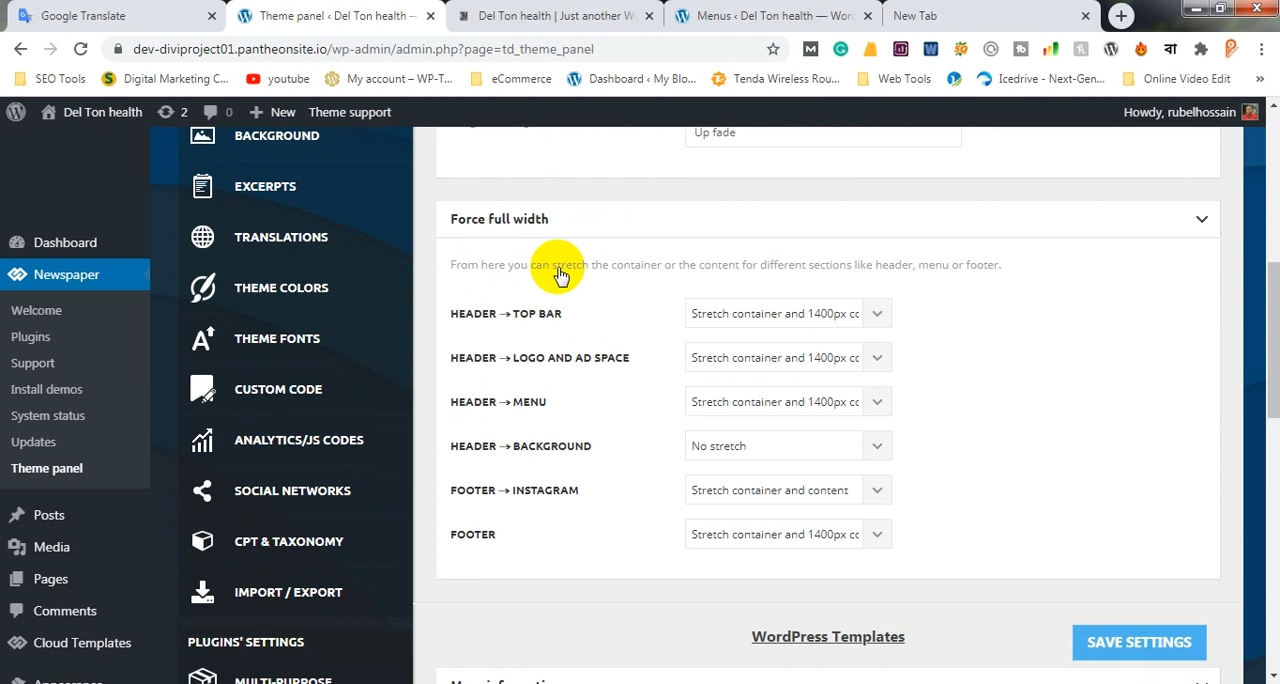 Google Translate
Theme panel ‹ Del Ton health —
Del Ton health | Just another W
Menus ‹ Del Ton health — Wor
New Tab
dev-diviproject01.pantheonsite.io/wp-admin/admin.php?page=td_theme_panel
SEO Tools
Digital Marketing C...
youtube
My account – WP-T...
eCommerce
Dashboard ‹ My Blo...
Tenda Wireless Rou...
Web Tools
Icedrive - Next-Gen...
Online Video Edit
Del Ton health
2
0
New
Theme support
Howdy, rubelhossain
Dashboard
Newspaper
Welcome
Plugins
Support
Install demos
System status
Updates
Theme panel
Posts
Media
Pages
Comments
Cloud Templates
BACKGROUND
EXCERPTS
TRANSLATIONS
THEME COLORS
THEME FONTS
CUSTOM CODE
ANALYTICS/JS CODES
SOCIAL NETWORKS
CPT & TAXONOMY
IMPORT / EXPORT
PLUGINS' SETTINGS
MULTI-PURPOSE
Up fade
Force full width
From here you can stretch the container or the content for different sections like header, menu or footer.
HEADER ⇢ TOP BAR
Stretch container and 1400px cc
HEADER ⇢ LOGO AND AD SPACE
Stretch container and 1400px cc
HEADER ⇢ MENU
Stretch container and 1400px cc
HEADER ⇢ BACKGROUND
No stretch
FOOTER ⇢ INSTAGRAM
Stretch container and content
FOOTER
Stretch container and 1400px cc
WordPress Templates
SAVE SETTINGS